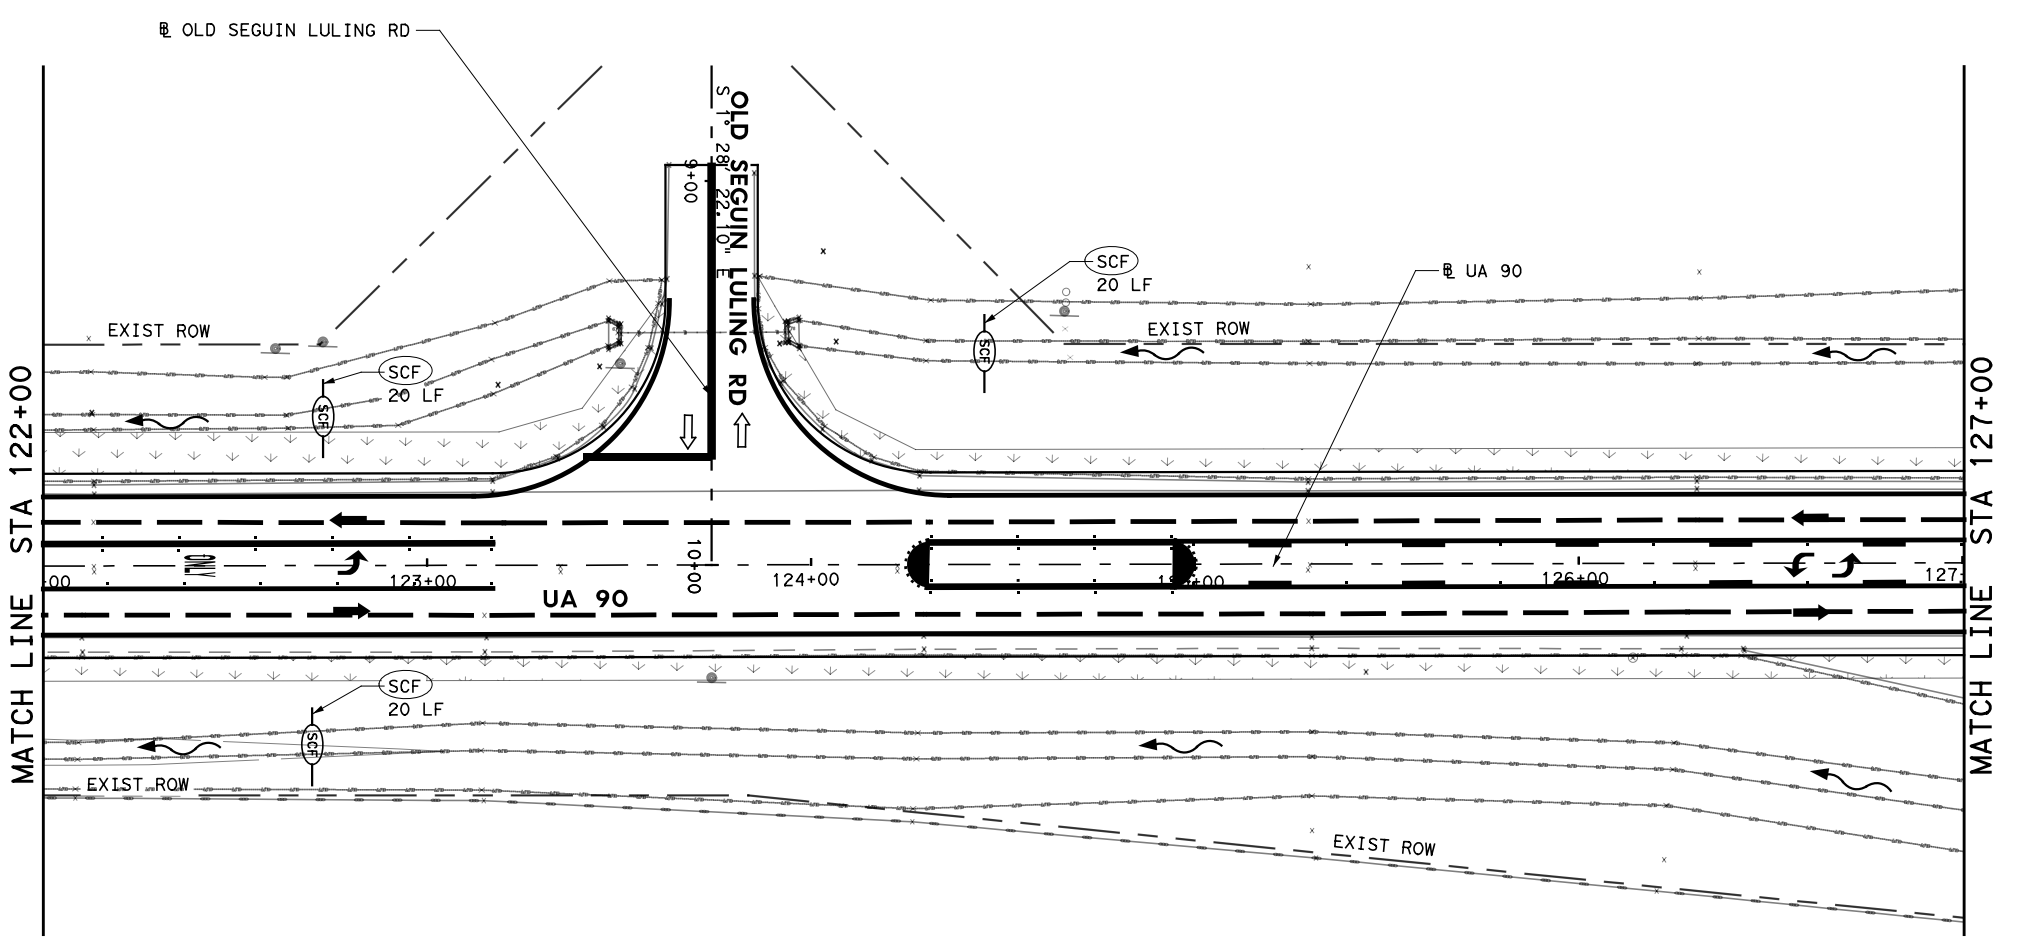 ℄ OLD SEGUIN LULING RD
S 1° 28' 22.10" E
OLD SEGUIN LULING RD
9+00
10+00
SCF
20 LF
SCF
℄ UA 90
EXIST ROW
EXIST ROW
SCF
20 LF
SCF
MATCH LINE STA 122+00
MATCH LINE STA 127+00
00
123+00
124+00
126+00
127
UA 90
SCF
20 LF
SCF
EXIST ROW
EXIST ROW